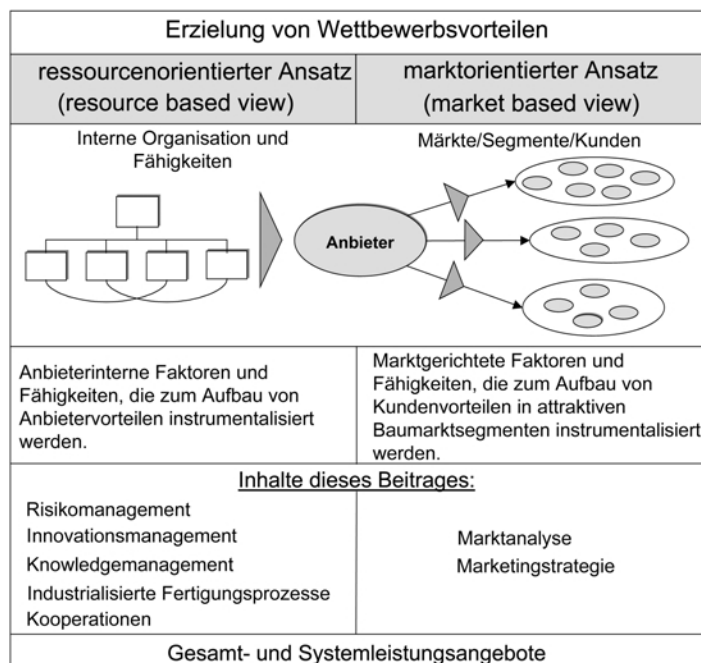 Erzielung von Wettbewerbsvorteilen
ressourcenorientierter Ansatz
(resource based view)
marktorientierter Ansatz
(market based view)
Interne Organisation und
Fähigkeiten
Märkte/Segmente/Kunden
Anbieter
Anbieterinterne Faktoren und
Fähigkeiten, die zum Aufbau von
Anbietervorteilen instrumentalisiert
werden.
Marktgerichtete Faktoren und
Fähigkeiten, die zum Aufbau von
Kundenvorteilen in attraktiven
Baumarktsegmenten instrumentalisiert
werden.
Inhalte dieses Beitrages:
Risikomanagement
Innovationsmanagement
Knowledgemanagement
Industrialisierte Fertigungsprozesse
Kooperationen
Marktanalyse
Marketingstrategie
Gesamt- und Systemleistungsangebote